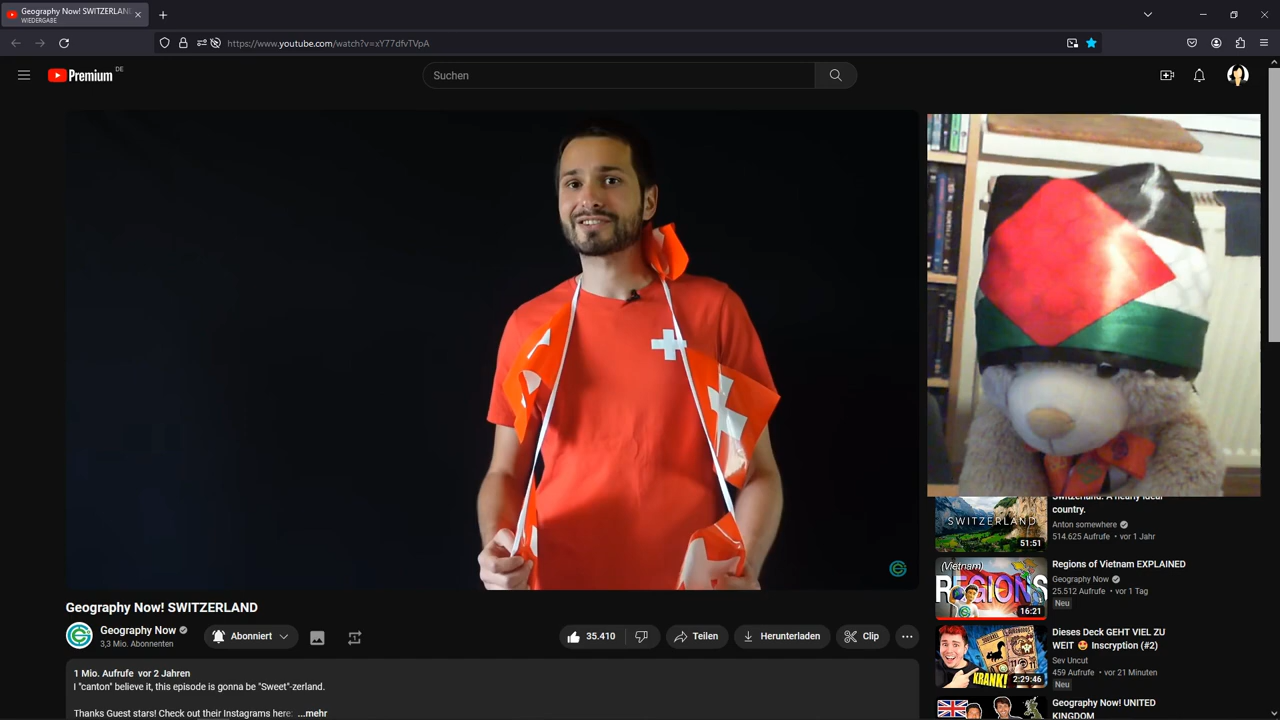 Geography Now! SWITZERLAN
WIEDERGABE
https://www.youtube.com/watch?v=xY77dfvTVpA
Premium DE
Suchen
Geography Now! SWITZERLAND
Geography Now
3,3 Mio. Abonnenten
Abonniert
35.410
Teilen
Herunterladen
Clip
1 Mio. Aufrufe vor 2 Jahren
I "canton" believe it, this episode is gonna be "Sweet"-zerland.
Thanks Guest stars! Check out their Instagrams here: ...mehr
SWITZERLAND
51:51
Switzerland. A nearly ideal
country.
Anton somewhere
514.625 Aufrufe • vor 1 Jahr
(Vietnam)
REGIONS
16:21
Regions of Vietnam EXPLAINED
Geography Now
25.512 Aufrufe • vor 1 Tag
Neu
KRANK!
2:29:46
Dieses Deck GEHT VIEL ZU
WEIT 🤩 Inscryption (#2)
Sev Uncut
459 Aufrufe • vor 21 Minuten
Neu
Geography Now! UNITED
KINGDOM